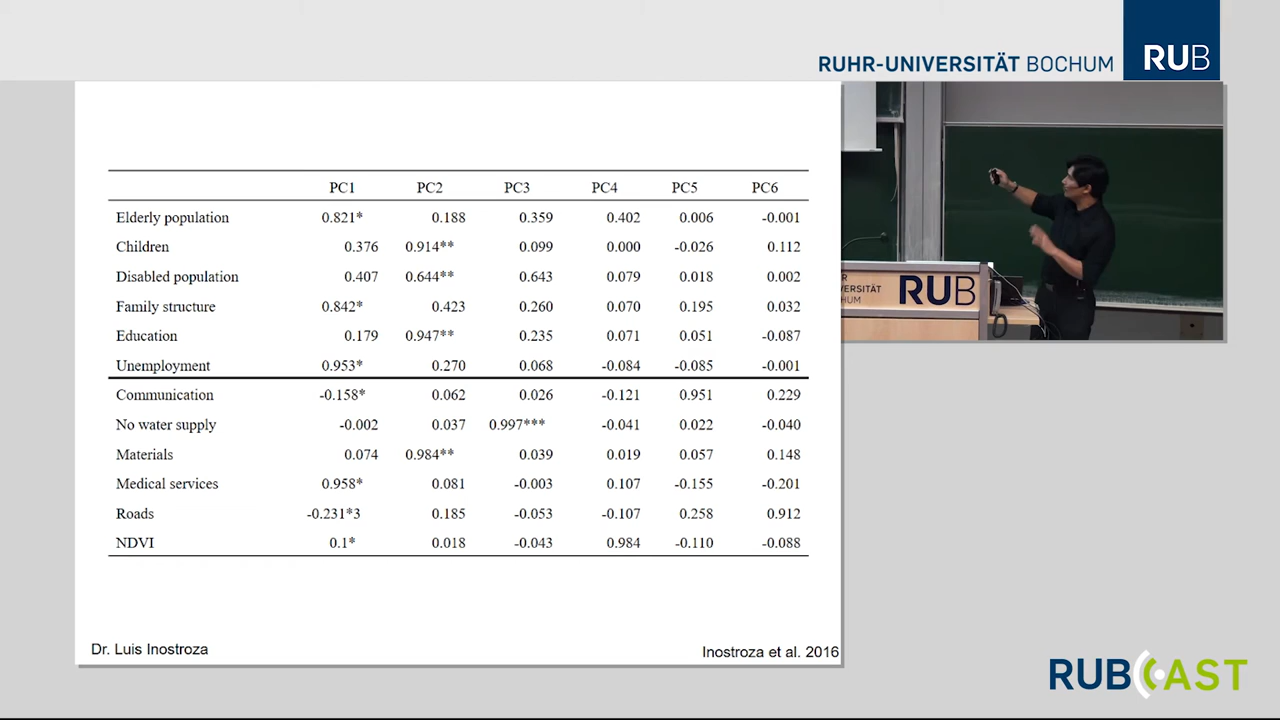 RUHR-UNIVERSITÄT BOCHUM RUB
PC1 PC2 PC3 PC4 PC5 PC6
Elderly population 0.821* 0.188 0.359 0.402 0.006 -0.001
Children 0.376 0.914** 0.099 0.000 -0.026 0.112
Disabled population 0.407 0.644** 0.643 0.079 0.018 0.002
Family structure 0.842* 0.423 0.260 0.070 0.195 0.032
Education 0.179 0.947** 0.235 0.071 0.051 -0.087
Unemployment 0.953* 0.270 0.068 -0.084 -0.085 -0.001
Communication -0.158* 0.062 0.026 -0.121 0.951 0.229
No water supply -0.002 0.037 0.997*** -0.041 0.022 -0.040
Materials 0.074 0.984** 0.039 0.019 0.057 0.148
Medical services 0.958* 0.081 -0.003 0.107 -0.155 -0.201
Roads -0.231*3 0.185 -0.053 -0.107 0.258 0.912
NDVI 0.1* 0.018 -0.043 0.984 -0.110 -0.088
Dr. Luis Inostroza
Inostroza et al. 2016
RUB
RUBCAST